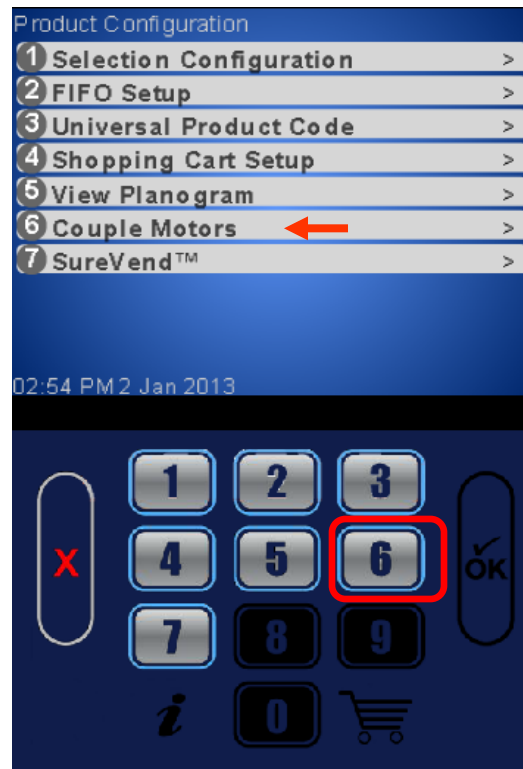 Product Configuration
1 Selection Configuration >
2 FIFO Setup >
3 Universal Product Code >
4 Shopping Cart Setup >
5 View Planogram >
6 Couple Motors >
7 SureVend™ >
02:54 PM 2 Jan 2013
1 2 3
X 4 5 6 OK
7 8 9
i 0